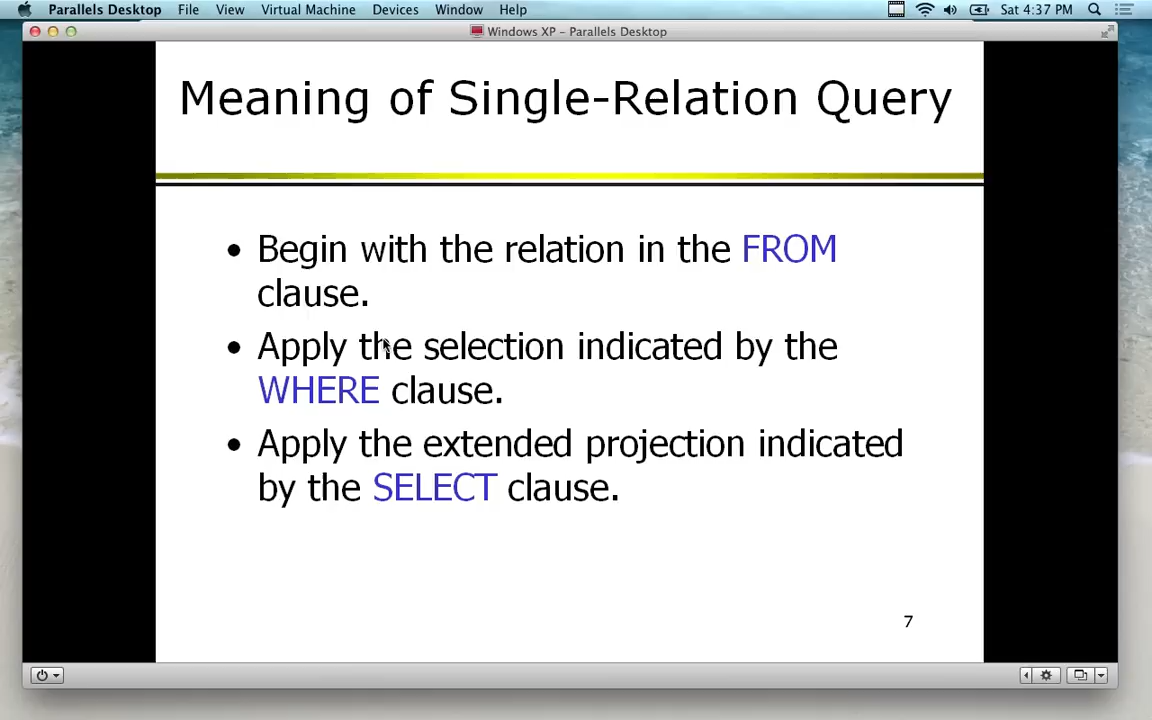 Parallels Desktop File View Virtual Machine Devices Window Help Sat 4:37 PM
Windows XP - Parallels Desktop
Meaning of Single-Relation Query
• Begin with the relation in the FROM
clause.
• Apply the selection indicated by the
WHERE clause.
• Apply the extended projection indicated
by the SELECT clause.
7